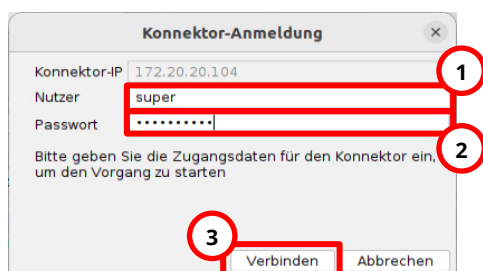 Konnektor-Anmeldung ×
Konnektor-IP 172.20.20.104
1
Nutzer super
Passwort ••••••••••
2
Bitte geben Sie die Zugangsdaten für den Konnektor ein,
um den Vorgang zu starten
3
Verbinden Abbrechen